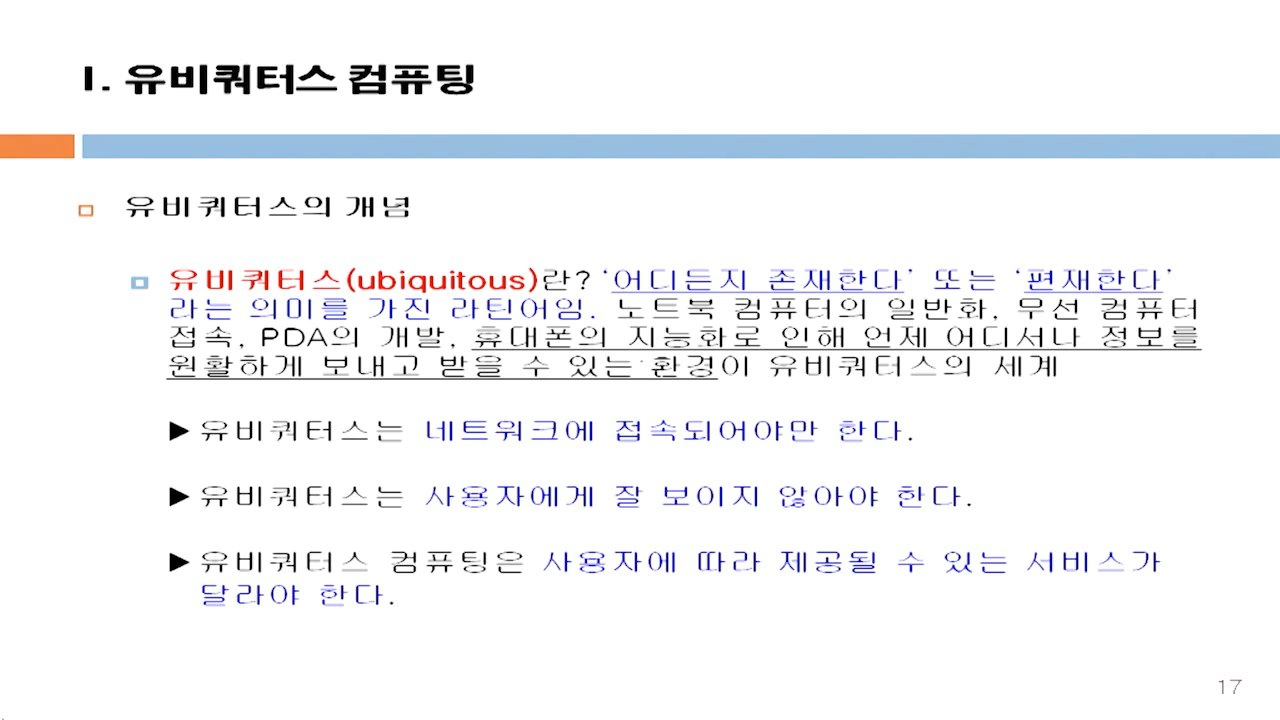 I. 유비쿼터스 컴퓨팅
유비쿼터스의 개념
유비쿼터스(ubiquitous)란? ‘어디든지 존재한다’ 또는 ‘편재한다’
라는 의미를 가진 라틴어임. 노트북 컴퓨터의 일반화, 무선 컴퓨터
접속, PDA의 개발, 휴대폰의 지능화로 인해 언제 어디서나 정보를
원활하게 보내고 받을 수 있는 환경이 유비쿼터스의 세계
►유비쿼터스는 네트워크에 접속되어야만 한다.
►유비쿼터스는 사용자에게 잘 보이지 않아야 한다.
►유비쿼터스 컴퓨팅은 사용자에 따라 제공될 수 있는 서비스가
달라야 한다.
17